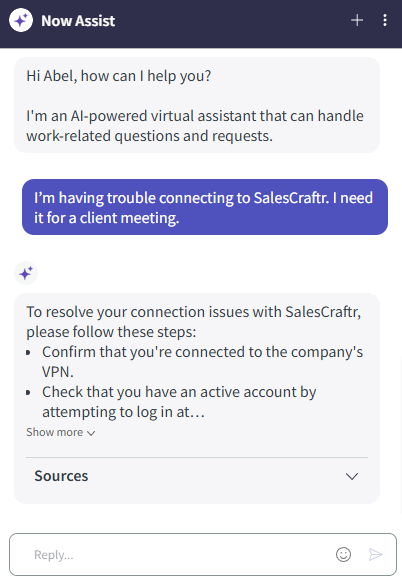 Now Assist
Hi Abel, how can I help you?
I'm an AI-powered virtual assistant that can handle
work-related questions and requests.
I’m having trouble connecting to SalesCraftr. I need
it for a client meeting.
To resolve your connection issues with SalesCraftr,
please follow these steps:
• Confirm that you're connected to the company's
VPN.
• Check that you have an active account by
attempting to log in at…
Show more
Sources
Reply...